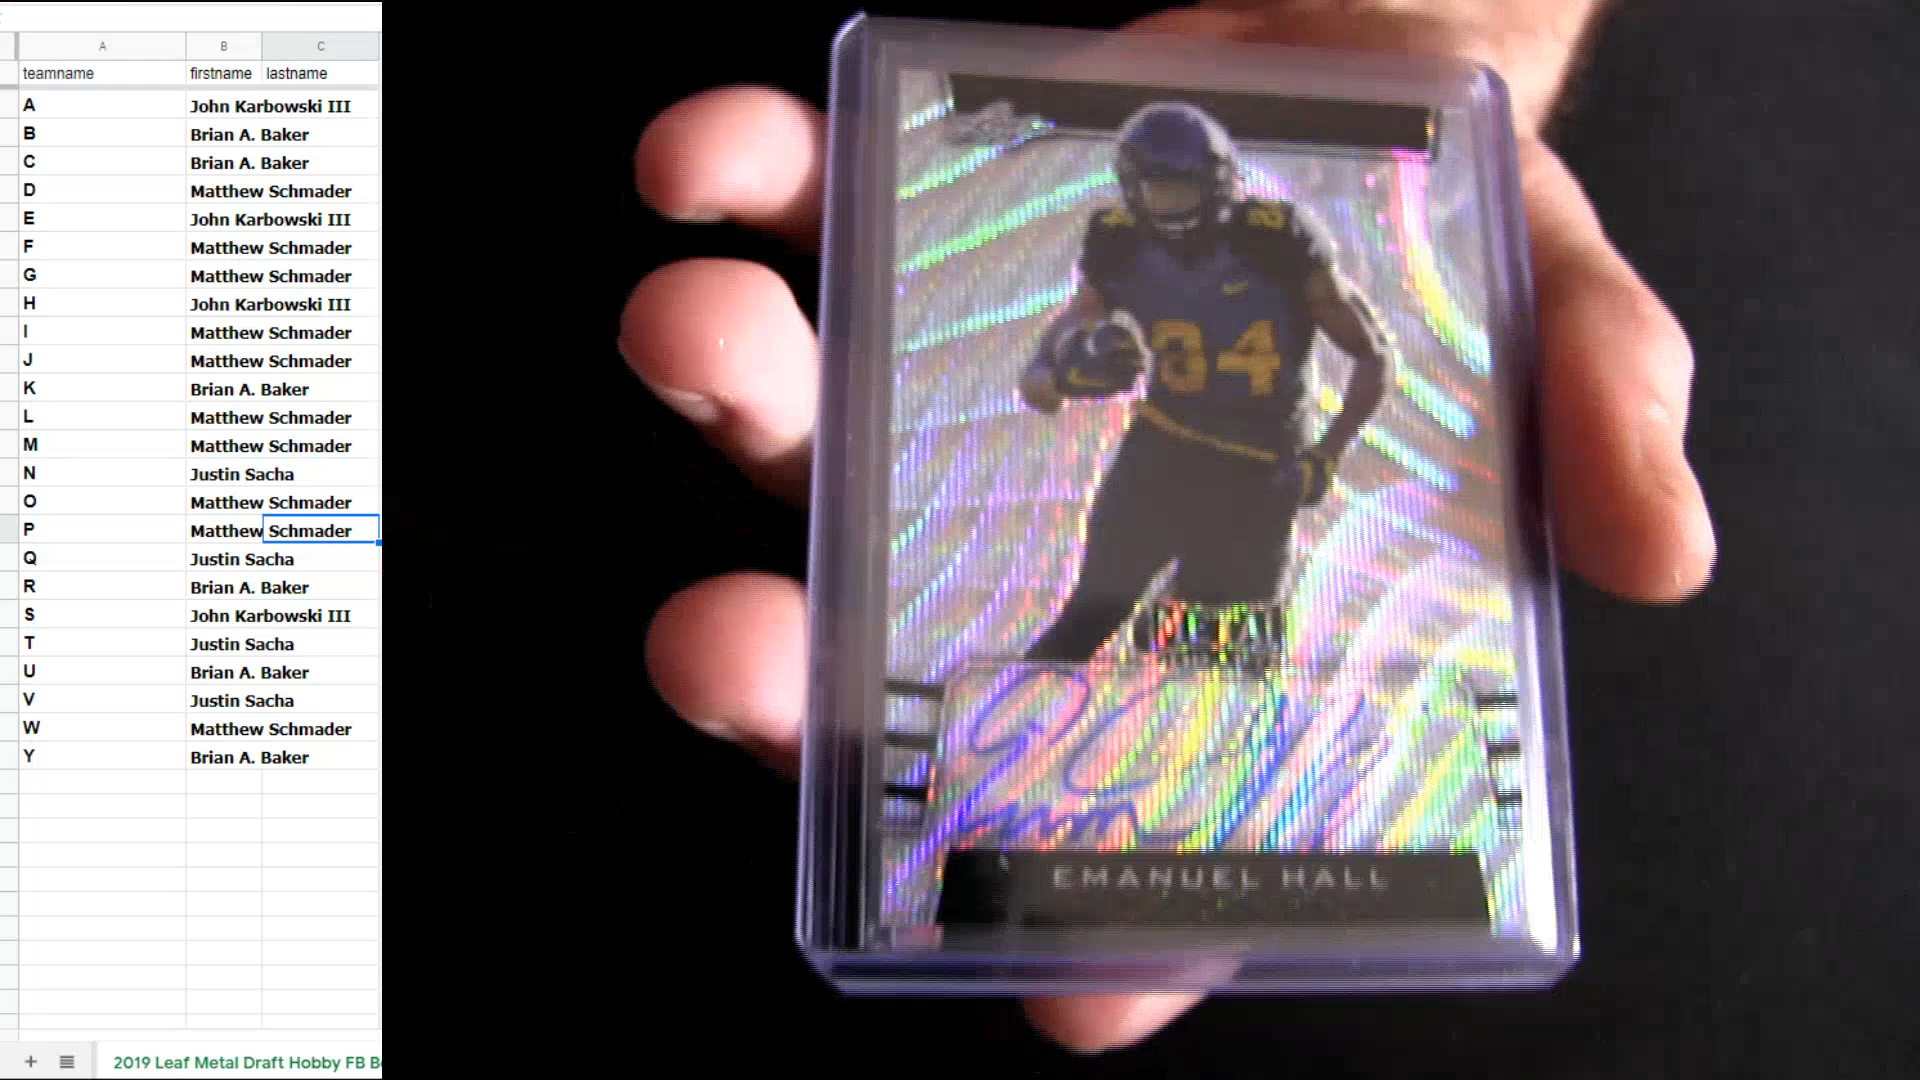 A B C
teamname firstname lastname
A John Karbowski III
B Brian A. Baker
C Brian A. Baker
D Matthew Schmader
E John Karbowski III
F Matthew Schmader
G Matthew Schmader
H John Karbowski III
I Matthew Schmader
J Matthew Schmader
K Brian A. Baker
L Matthew Schmader
M Matthew Schmader
N Justin Sacha
O Matthew Schmader
P Matthew Schmader
Q Justin Sacha
R Brian A. Baker
S John Karbowski III
T Justin Sacha
U Brian A. Baker
V Justin Sacha
W Matthew Schmader
Y Brian A. Baker
2019 Leaf Metal Draft Hobby FB B
84
METAL
EMANUEL HALL